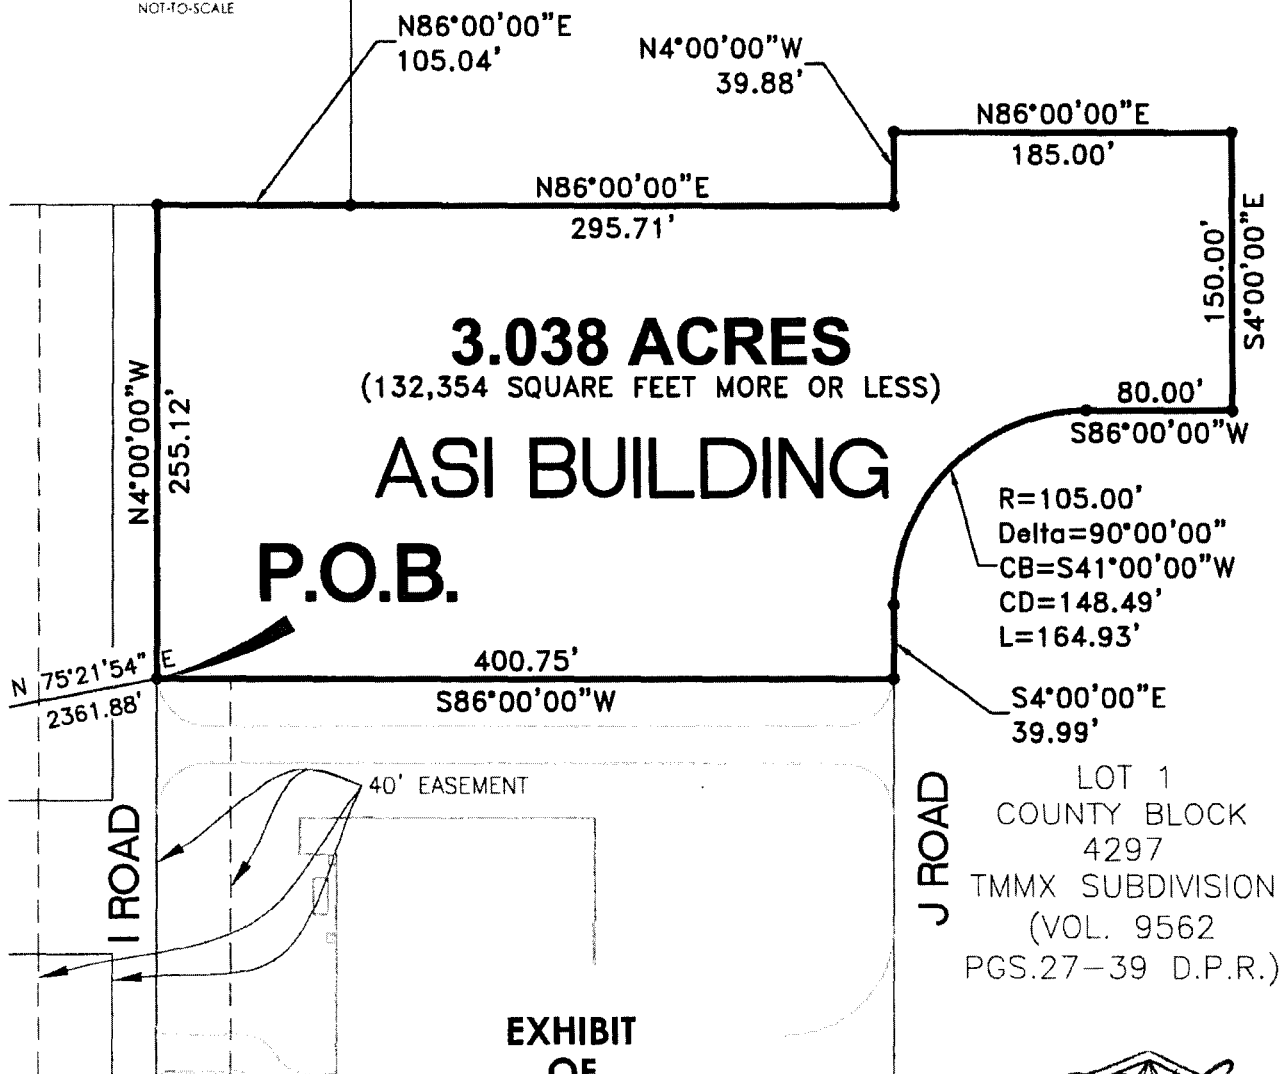 NOT-TO-SCALE
N86°00'00"E
105.04'
N4°00'00"W
39.88'
N86°00'00"E
185.00'
N86°00'00"E
295.71'
150.00'
S4°00'00"E
3.038 ACRES
(132,354 SQUARE FEET MORE OR LESS)
N4°00'00"W
255.12'
80.00'
S86°00'00"W
ASI BUILDING
R=105.00'
Delta=90°00'00"
CB=S41°00'00"W
CD=148.49'
L=164.93'
P.O.B.
N 75°21'54" E
2361.88'
400.75'
S86°00'00"W
S4°00'00"E
39.99'
40' EASEMENT
I ROAD
J ROAD
LOT 1
COUNTY BLOCK
4297
TMMX SUBDIVISION
(VOL. 9562
PGS.27-39 D.P.R.)
EXHIBIT
OF